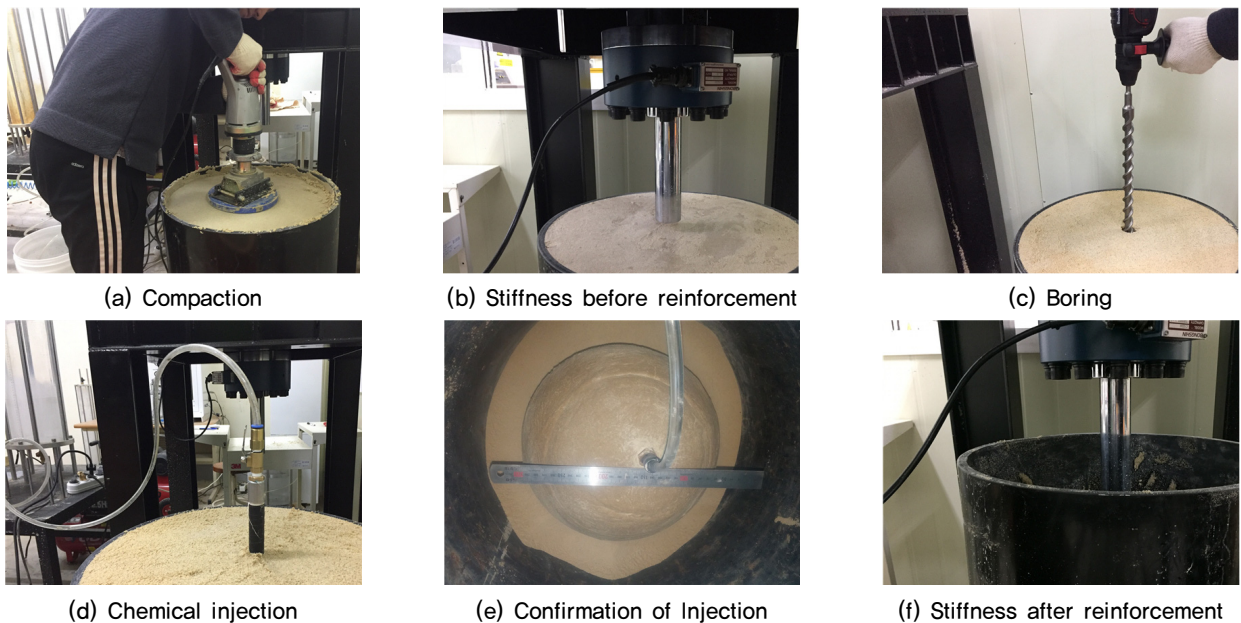 (a) Compaction
(b) Stiffness before reinforcement
(c) Boring
(d) Chemical injection
(e) Confirmation of Injection
(f) Stiffness after reinforcement